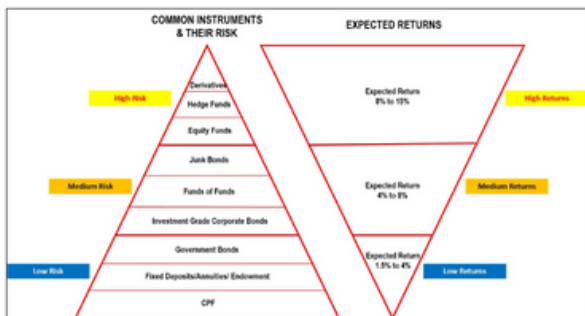 COMMON INSTRUMENTS
& THEIR RISK
EXPECTED RETURNS
Derivatives
High Risk
Hedge Funds
Equity Funds
Expected Return
8% to 15%
High Returns
Junk Bonds
Medium Risk
Funds of Funds
Investment Grade Corporate Bonds
Expected Return
4% to 8%
Medium Returns
Government Bonds
Low Risk
Fixed Deposits/Annuities/ Endowment
CPF
Expected Return
1.5% to 4%
Low Returns